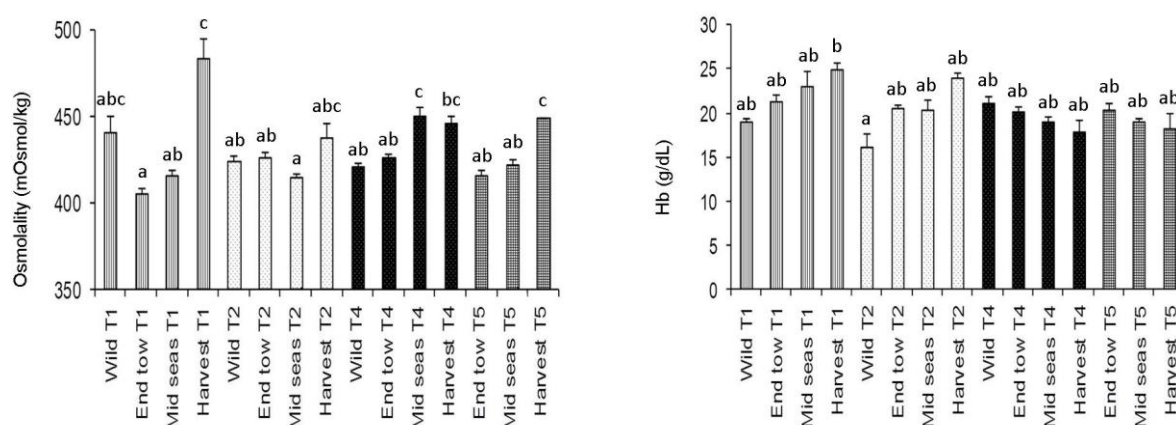 Osmolality (mOsmol/kg)
500
450
400
350
abc
a
ab
c
ab
ab
a
abc
ab
ab
c
bc
ab
ab
c
Wild T1
End tow T1
Mid seas T1
Harvest T1
Wild T2
End tow T2
Mid seas T2
Harvest T2
Wild T4
End tow T4
Mid seas T4
Harvest T4
End tow T5
Mid seas T5
Harvest T5
Hb (g/dL)
30
25
20
15
10
5
0
ab
ab
ab
b
a
ab
ab
ab
ab
ab
ab
ab
ab
ab
ab
Wild T1
End tow T1
Mid seas T1
Harvest T1
Wild T2
End tow T2
Mid seas T2
Harvest T2
Wild T4
End tow T4
Mid seas T4
Harvest T4
End tow T5
Mid seas T5
Harvest T5